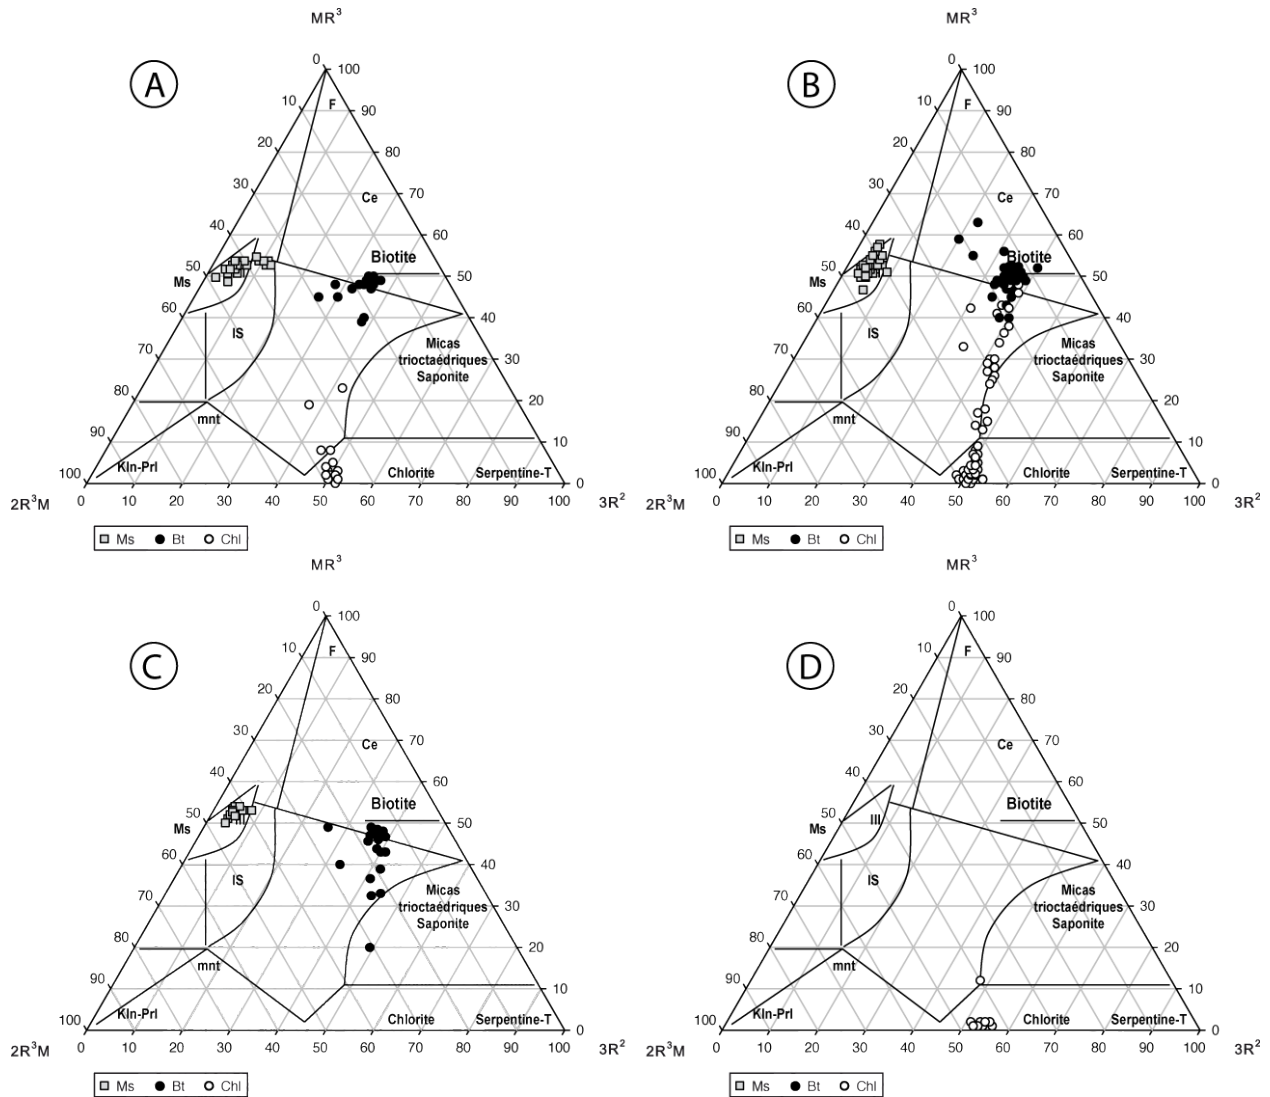 MR³
A
0 100
F
10 90
20 80
30 70
Ce
40 60
Biotite
50 50
Ms
60 40
IS
Micas
trioctaédriques
Saponite
70 30
80 20
mnt
90 10
Kln-Prl
Chlorite
Serpentine-T
100 0
0 10 20 30 40 50 60 70 80 90 100
2R³M
3R²
Ms Bt Chl
MR³
B
0 100
F
10 90
20 80
30 70
Ce
40 60
Biotite
50 50
Ms
60 40
IS
Micas
trioctaédriques
Saponite
70 30
80 20
mnt
90 10
Kln-Prl
Chlorite
Serpentine-T
100 0
0 10 20 30 40 50 60 70 80 90 100
2R³M
3R²
Ms Bt Chl
MR³
C
0 100
F
10 90
20 80
30 70
Ce
40 60
Biotite
50 50
Ms
60 40
IS
Micas
trioctaédriques
Saponite
70 30
80 20
mnt
90 10
Kln-Prl
Chlorite
Serpentine-T
100 0
0 10 20 30 40 50 60 70 80 90 100
2R³M
3R²
Ms Bt Chl
MR³
D
0 100
F
10 90
20 80
30 70
Ce
40 60
Biotite
50 50
Ms
Ill
60 40
IS
Micas
trioctaédriques
Saponite
70 30
80 20
mnt
90 10
Kln-Prl
Chlorite
Serpentine-T
100 0
0 10 20 30 40 50 60 70 80 90 100
2R³M
3R²
Ms Bt Chl